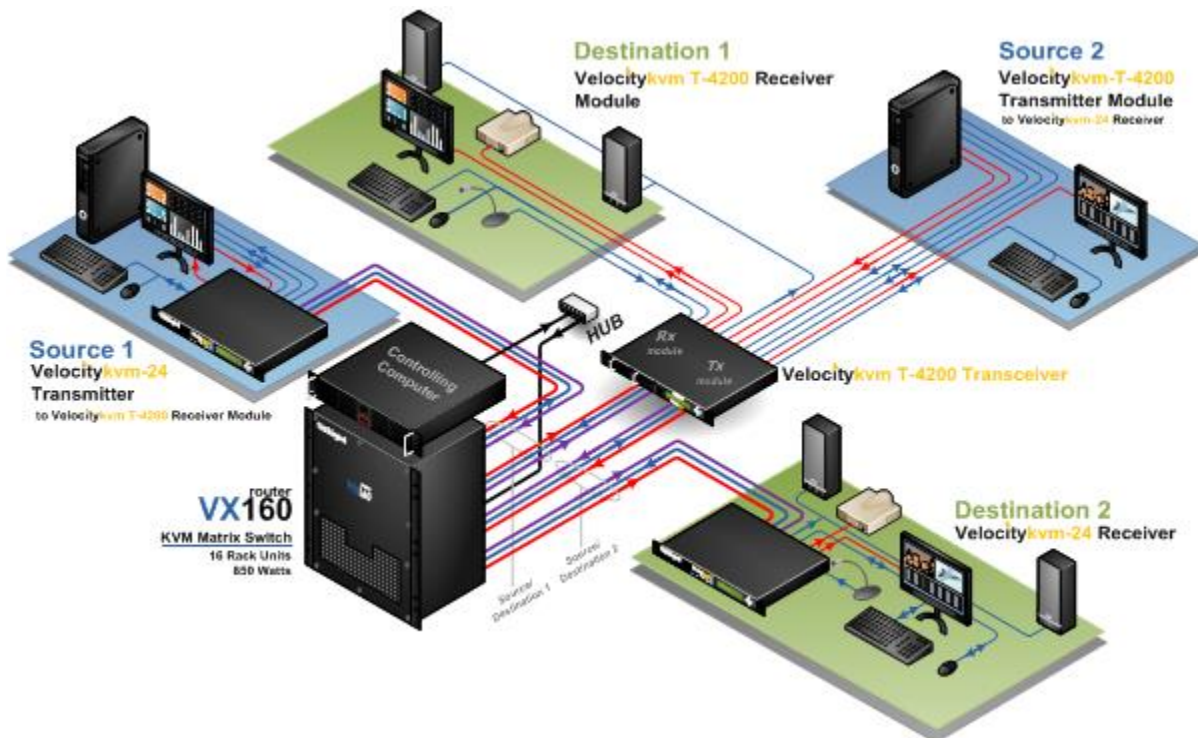 Destination 1
Velocitykvm T-4200 Receiver
Module
Source 2
Velocitykvm-T-4200
Transmitter Module
to Velocitykvm-24 Receiver
Source 1
Velocitykvm-24
Transmitter
to Velocitykvm T-4200 Receiver Module
HUB
Controlling
Computer
Rx
module
Tx
module
Velocitykvm T-4200 Transceiver
router
VX160
KVM Matrix Switch
16 Rack Units
850 Watts
Source/
Destination 1
Source/
Destination 2
Destination 2
Velocitykvm-24 Receiver